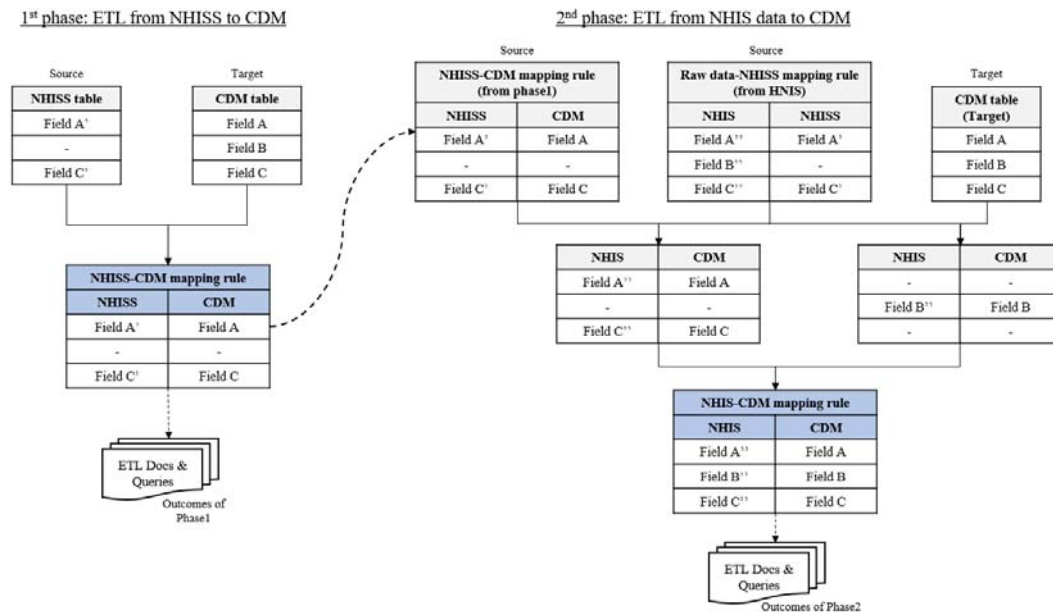 1st phase: ETL from NHISS to CDM
Source
Target
NHISS table
Field A’
-
Field C’
CDM table
Field A
Field B
Field C
NHISS-CDM mapping rule
NHISS CDM
Field A’ Field A
- -
Field C’ Field C
ETL Docs &
Queries
Outcomes of
Phase1
2nd phase: ETL from NHIS data to CDM
Source
Source
Target
NHISS-CDM mapping rule
(from phase1)
NHISS CDM
Field A’ Field A
- -
Field C’ Field C
Raw data-NHISS mapping rule
(from HNIS)
NHIS NHISS
Field A’’ Field A’
Field B’’ -
Field C’’ Field C’
CDM table
(Target)
Field A
Field B
Field C
NHIS CDM
Field A’’ Field A
- -
Field C’’ Field C
NHIS CDM
- -
Field B’’ Field B
- -
NHIS-CDM mapping rule
NHIS CDM
Field A’’ Field A
Field B’’ Field B
Field C’’ Field C
ETL Docs &
Queries
Outcomes of Phase2